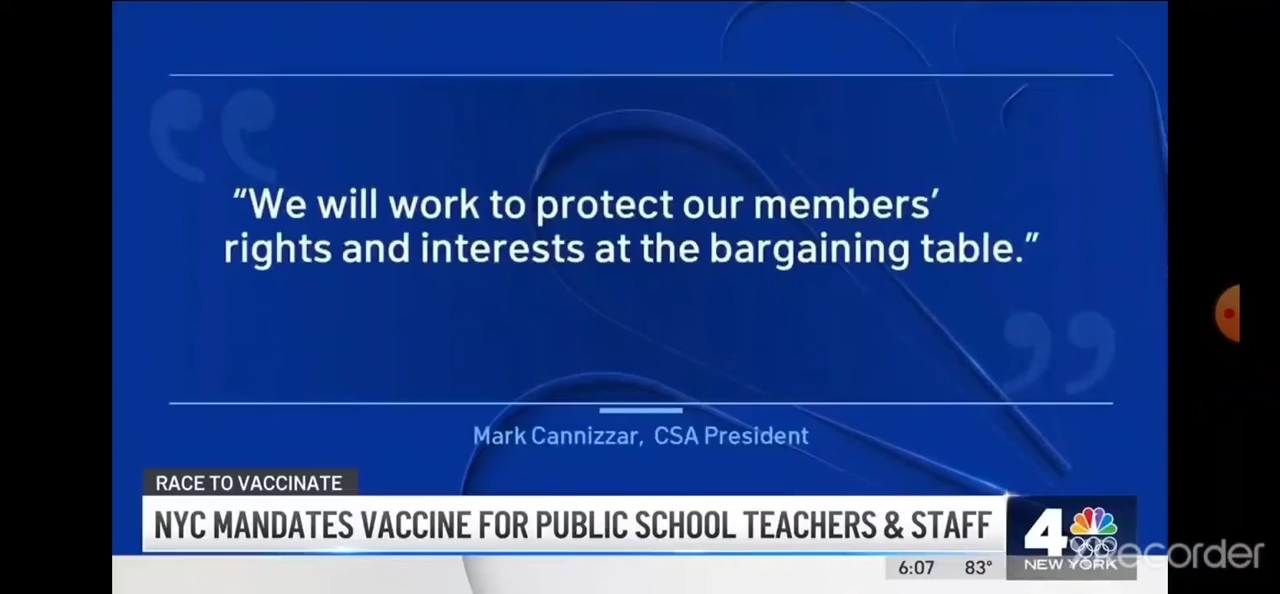 “We will work to protect our members’
rights and interests at the bargaining table.”
Mark Cannizzar, CSA President
RACE TO VACCINATE
NYC MANDATES VACCINE FOR PUBLIC SCHOOL TEACHERS & STAFF
4
NEW YORK
6:07 83°